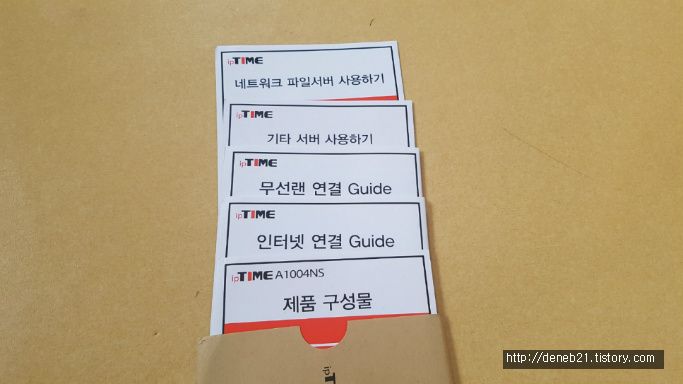 ipTIME
네트워크 파일서버 사용하기
ipTIME
기타 서버 사용하기
ipTIME
무선랜 연결 Guide
ipTIME
인터넷 연결 Guide
ipTIME A1004NS
제품 구성물
ip
http://deneb21.tistory.com